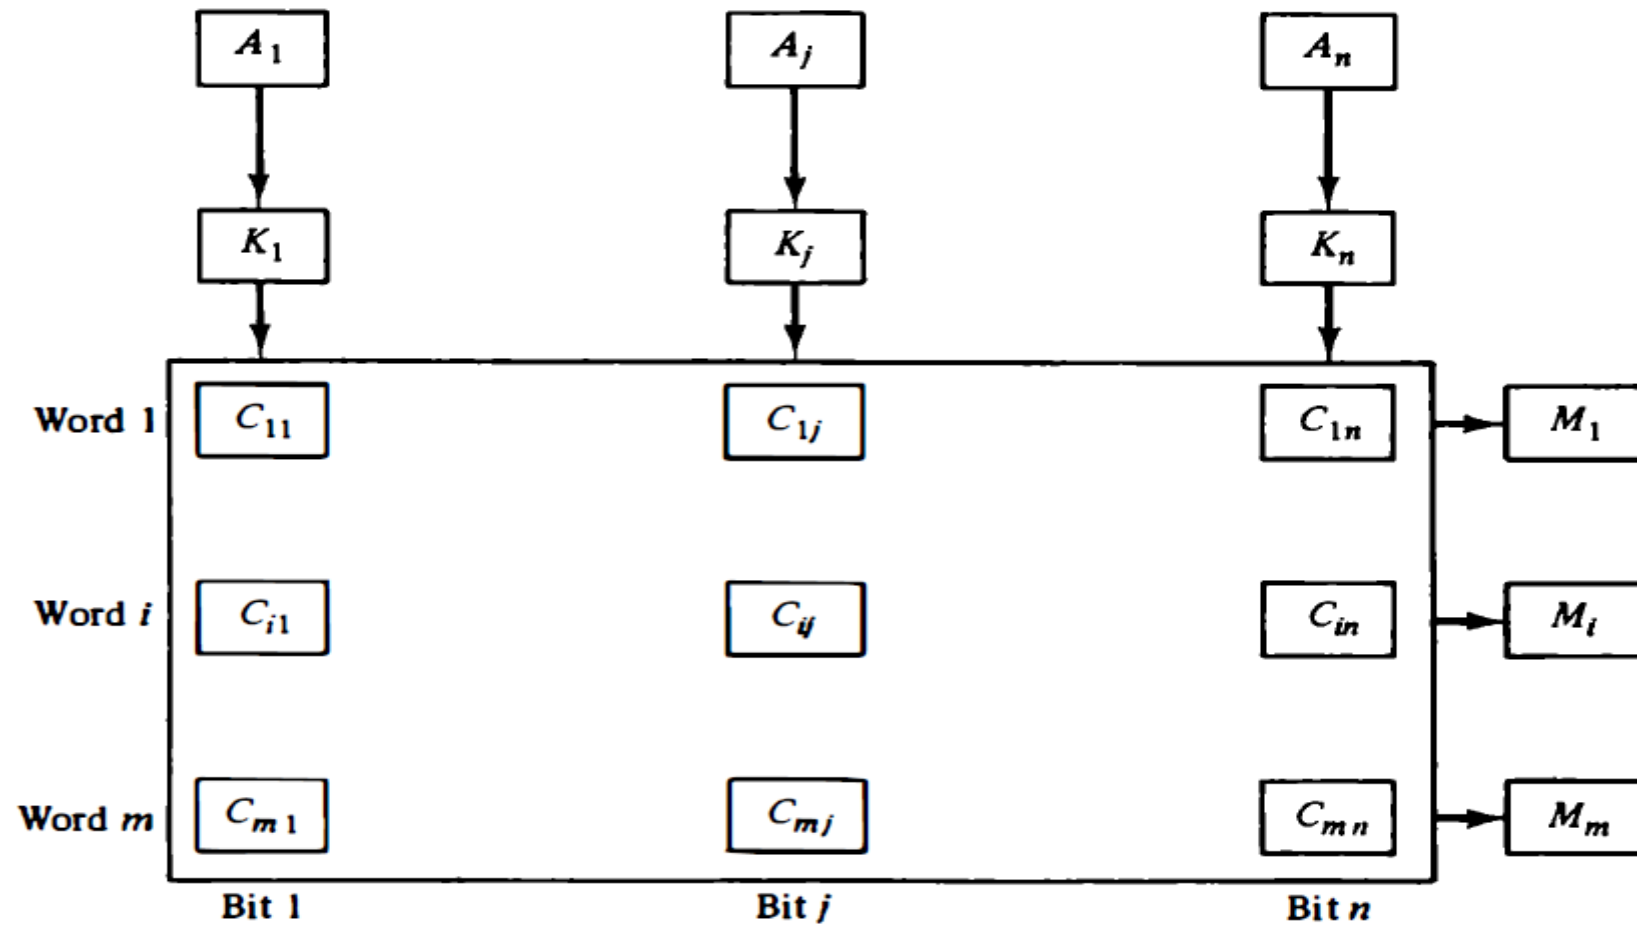 A1 Aj An
K1 Kj Kn
Word 1 C11 C1j C1n M1
Word i Ci1 Cij Cin Mi
Word m Cm1 Cmj Cmn Mm
Bit 1 Bit j Bit n